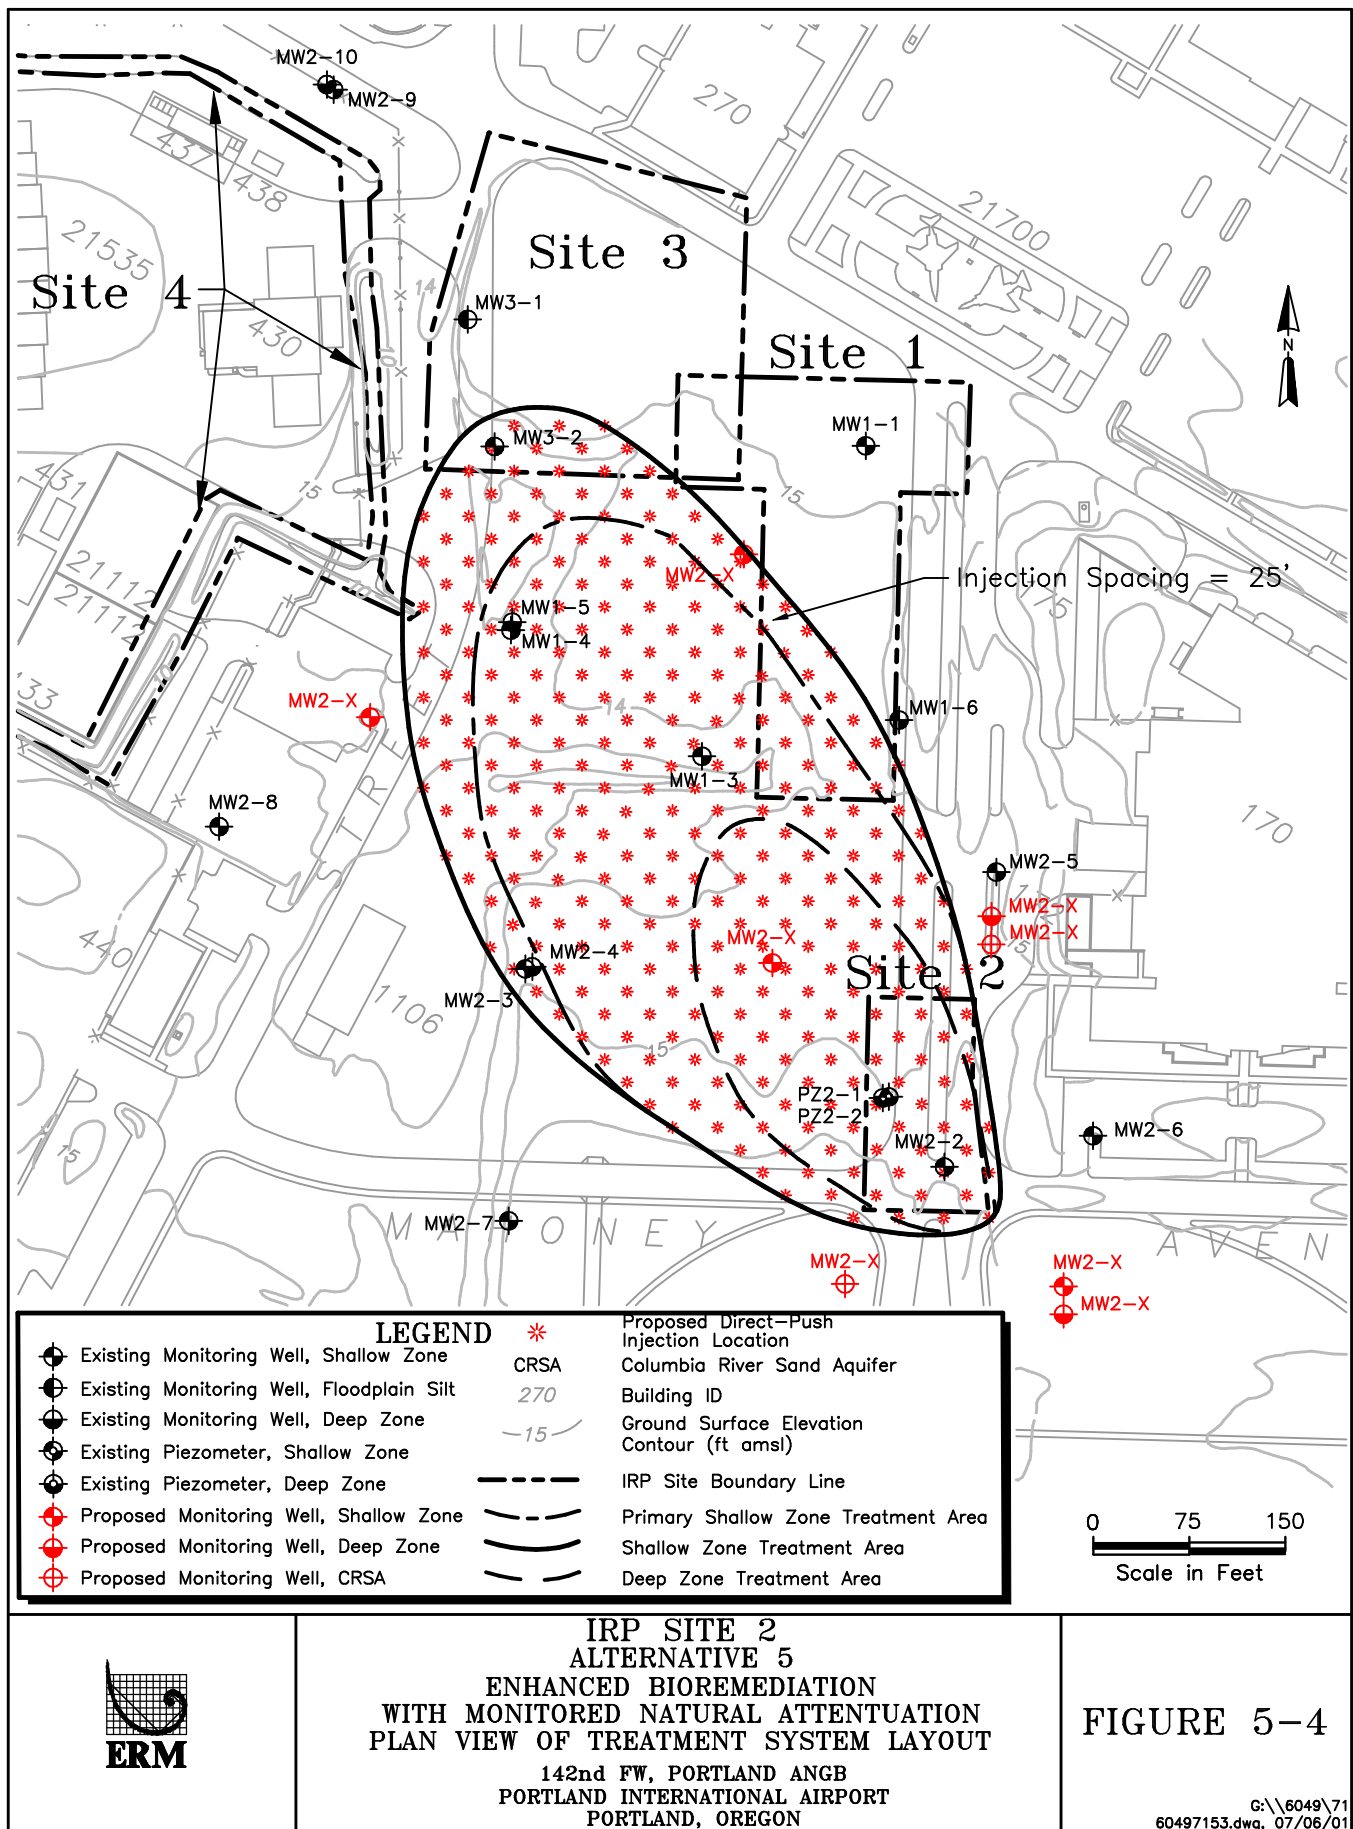 MW2-10
MW2-9
270
437
438
21700
21535
Site 3
Site 4
14
MW3-1
430
10
Site 1
MW3-2
MW1-1
431
15
15
21112
21112
10
MW2-X
Injection Spacing = 25'
175
MW1-5
MW1-4
133
10
MW2-X
14
MW1-6
STREET
MW1-3
MW2-8
170
MW2-5
MW2-X
MW2-X
15
440
MW2-X
MW2-4
Site 2
MW2-3
1106
15
PZ2-1
PZ2-2
15
MW2-2
MW2-6
MW2-7
MALONEY
AVEN
MW2-X
MW2-X
MW2-X
LEGEND
Existing Monitoring Well, Shallow Zone
Existing Monitoring Well, Floodplain Silt
Existing Monitoring Well, Deep Zone
Existing Piezometer, Shallow Zone
Existing Piezometer, Deep Zone
Proposed Monitoring Well, Shallow Zone
Proposed Monitoring Well, Deep Zone
Proposed Monitoring Well, CRSA
Proposed Direct-Push
Injection Location
CRSA Columbia River Sand Aquifer
270 Building ID
15 Ground Surface Elevation
Contour (ft amsl)
IRP Site Boundary Line
Primary Shallow Zone Treatment Area
Shallow Zone Treatment Area
Deep Zone Treatment Area
N
0 75 150
Scale in Feet
ERM
IRP SITE 2
ALTERNATIVE 5
ENHANCED BIOREMEDIATION
WITH MONITORED NATURAL ATTENTUATION
PLAN VIEW OF TREATMENT SYSTEM LAYOUT
142nd FW, PORTLAND ANGB
PORTLAND INTERNATIONAL AIRPORT
PORTLAND, OREGON
FIGURE 5-4
G:\\6049\71
60497153.dwg, 07/06/01